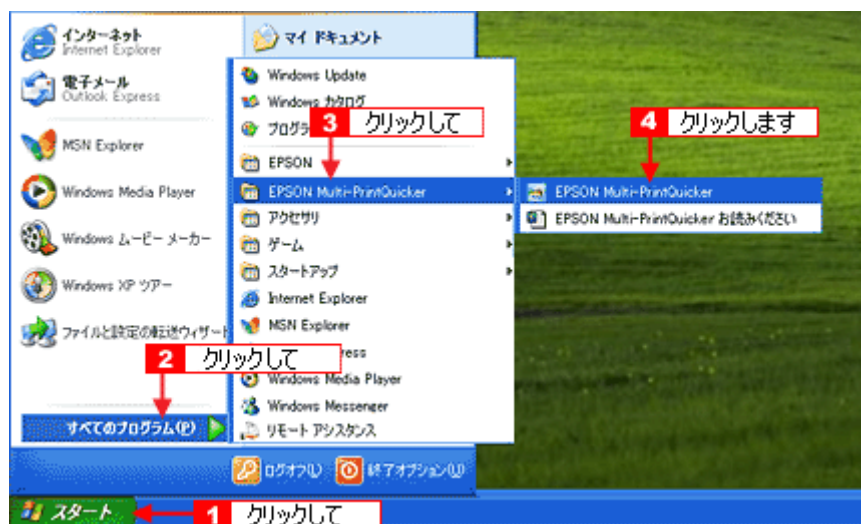 インターネット
Internet Explorer
電子メール
Outlook Express
MSN Explorer
Windows Media Player
Windows ムービー メーカー
Windows XP ツアー
ファイルと設定の転送ウィザード
2 クリックして
すべてのプログラム(P)
マイ ドキュメント
Windows Update
Windows カタログ
プログラ
3 クリックして
EPSON
EPSON Multi-PrintQuicker
アクセサリ
ゲーム
スタートアップ
Internet Explorer
MSN Explorer
ress
Windows Media Player
Windows Messenger
リモート アシスタンス
4 クリックします
EPSON Multi-PrintQuicker
EPSON Multi-PrintQuicker お読みください
ログオフ(L)
終了オプション(U)
スタート
1 クリックして